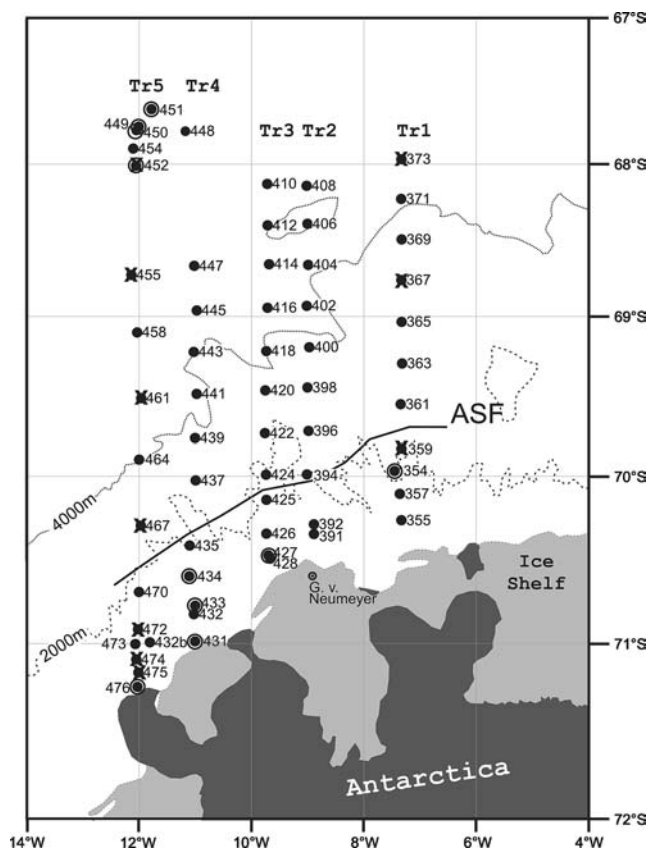 67°S
Tr5 Tr4
451
449
450 448
454
Tr3 Tr2 Tr1
452 373 68°S
410 408
371
412 406
369
447 414 404
455 367
445 416 402
365 69°S
458
443 418 400
363
461 441 420 398
361
ASF
439 422 396
359
464
437 424 394 354 70°S
425 357
467 426 392 355
435 391
427
428
4000m
434
G. v.
Neumeyer
Ice
Shelf
470
433
432
2000m
472
473 432b 431 71°S
474
475
476
Antarctica
72°S
14°W 12°W 10°W 8°W 6°W 4°W